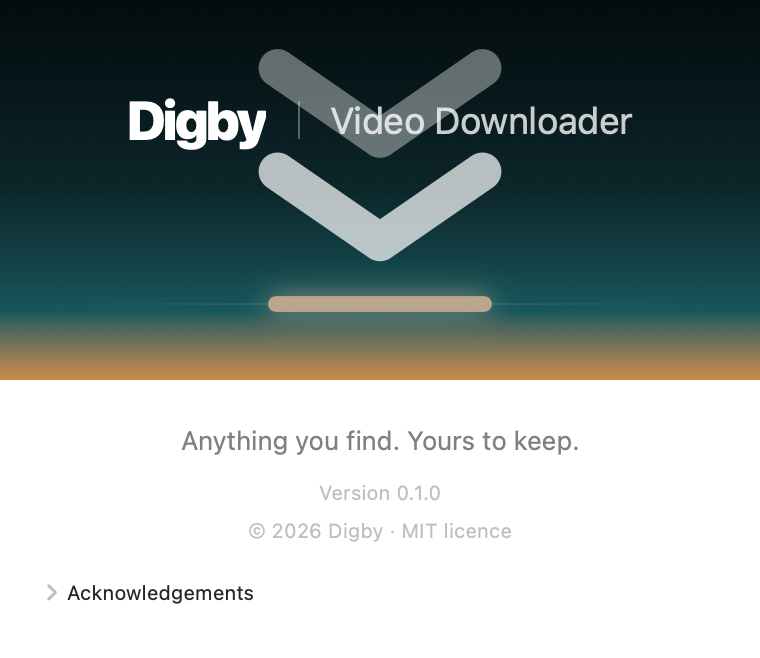 Digby | Video Downloader
Anything you find. Yours to keep.
Version 0.1.0
© 2026 Digby · MIT licence
Acknowledgements